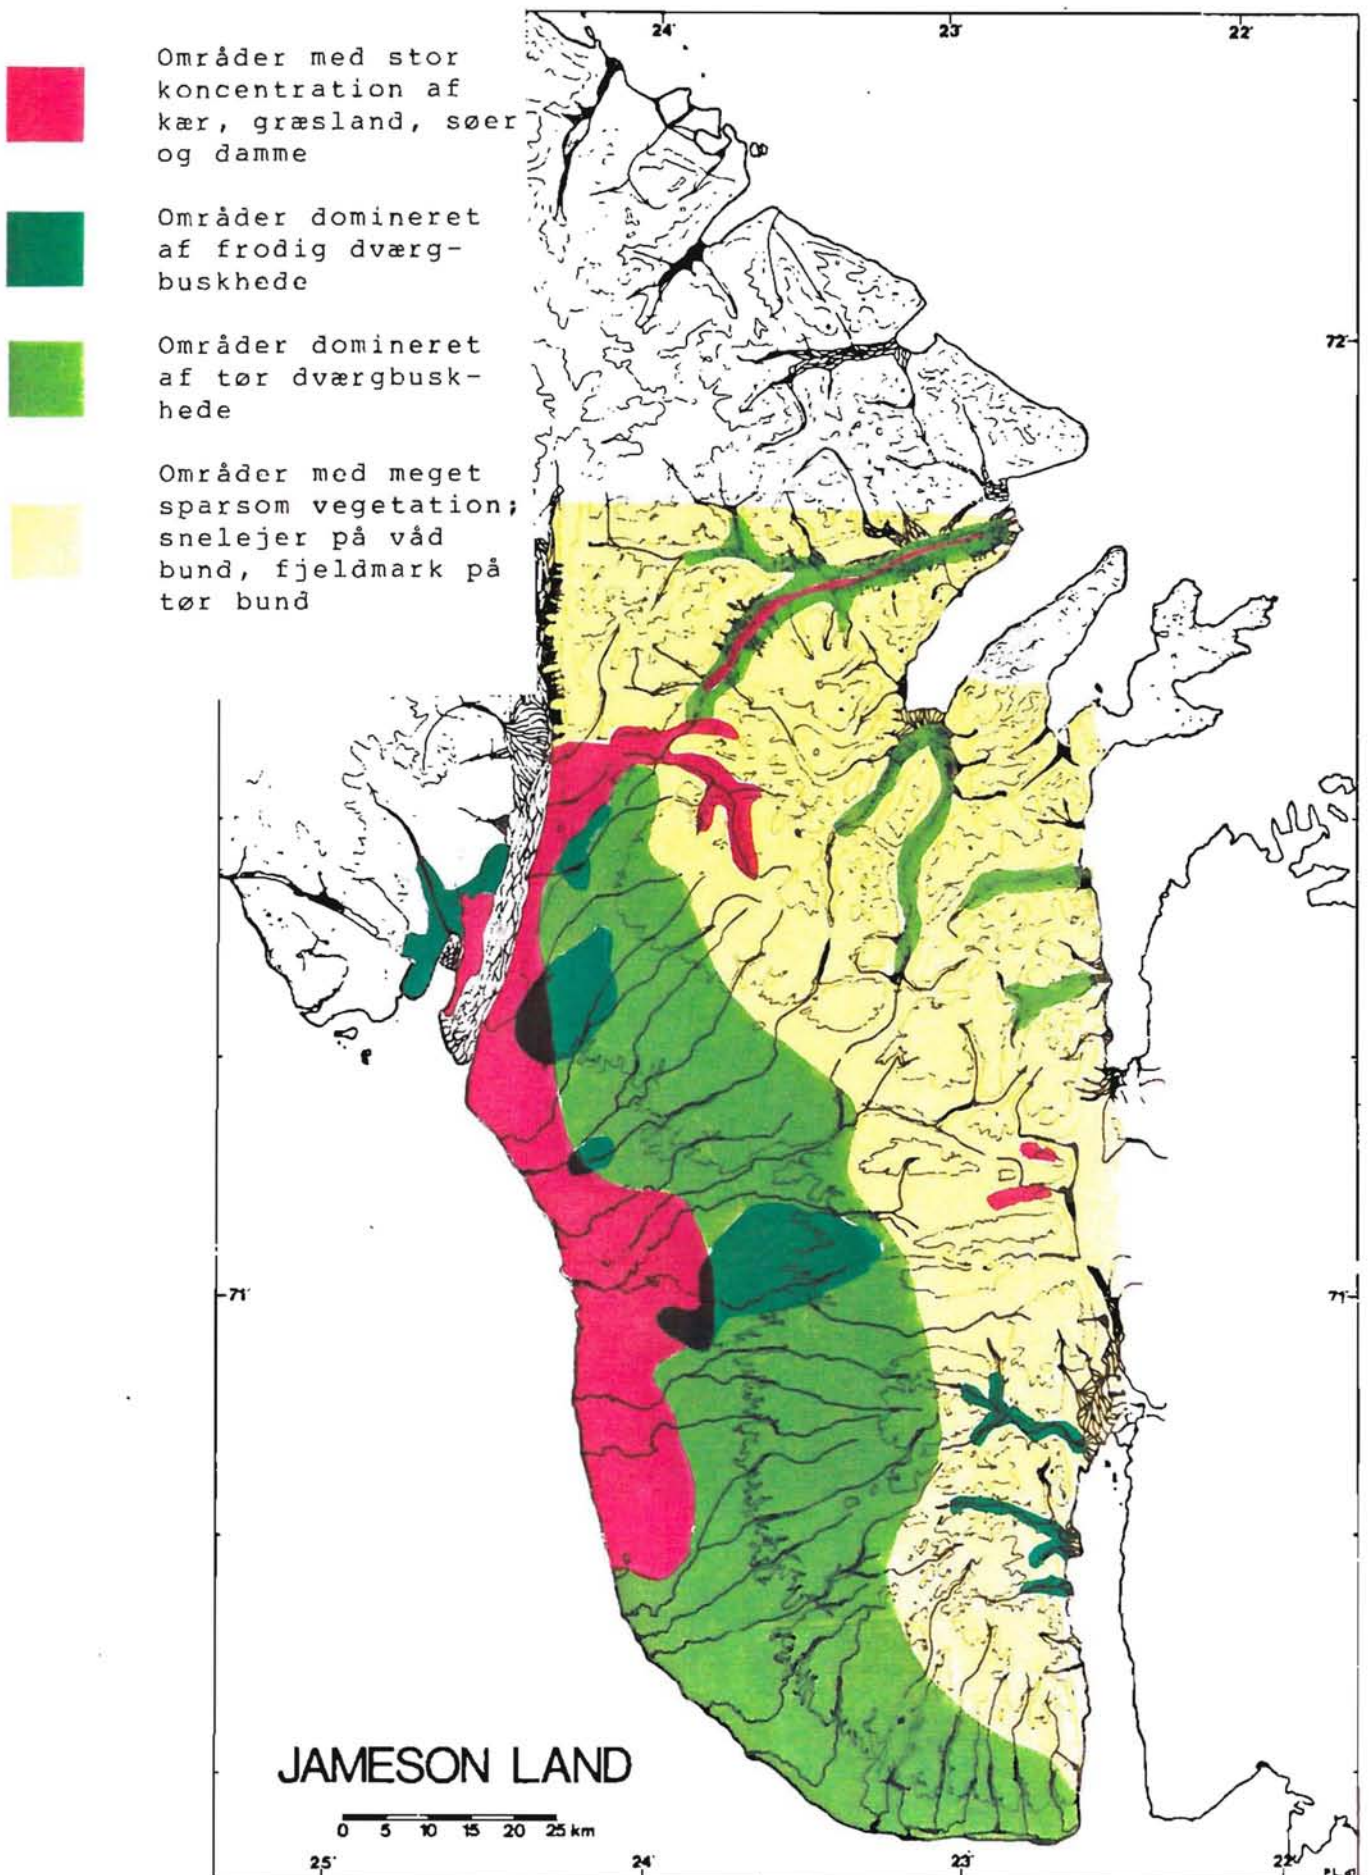 Områder med stor
koncentration af
kær, græsland, søer
og damme
Områder domineret
af frodig dværg-
buskhede
Områder domineret
af tør dværgbusk-
hede
Områder med meget
sparsom vegetation;
snelejer på våd
bund, fjeldmark på
tør bund
24° 23° 22°
72°
71° 71°
JAMESON LAND
0 5 10 15 20 25 km
25° 24° 23° 22°